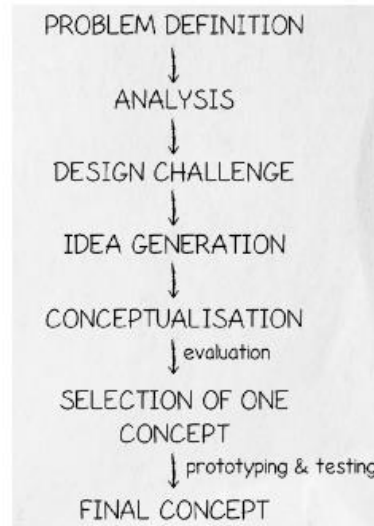 PROBLEM DEFINITION
ANALYSIS
DESIGN CHALLENGE
IDEA GENERATION
CONCEPTUALISATION
evaluation
SELECTION OF ONE
CONCEPT
prototyping & testing
FINAL CONCEPT